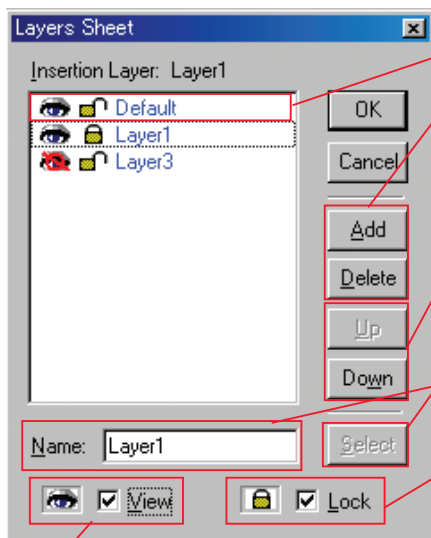 Layers Sheet
Insertion Layer: Layer1
Default
Layer1
Layer3
OK
Cancel
Add
Delete
Up
Down
Name: Layer1
Select
View
Lock